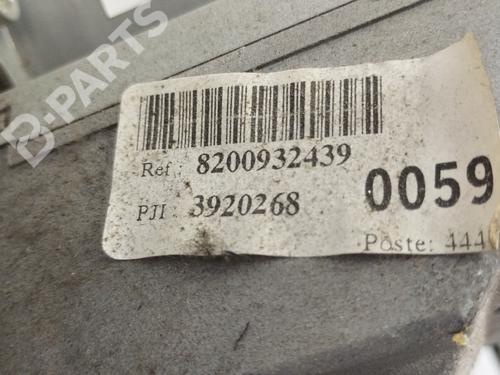 B-PARTS
Ref : 8200932439
PJI : 3920268
0059
Poste: 444